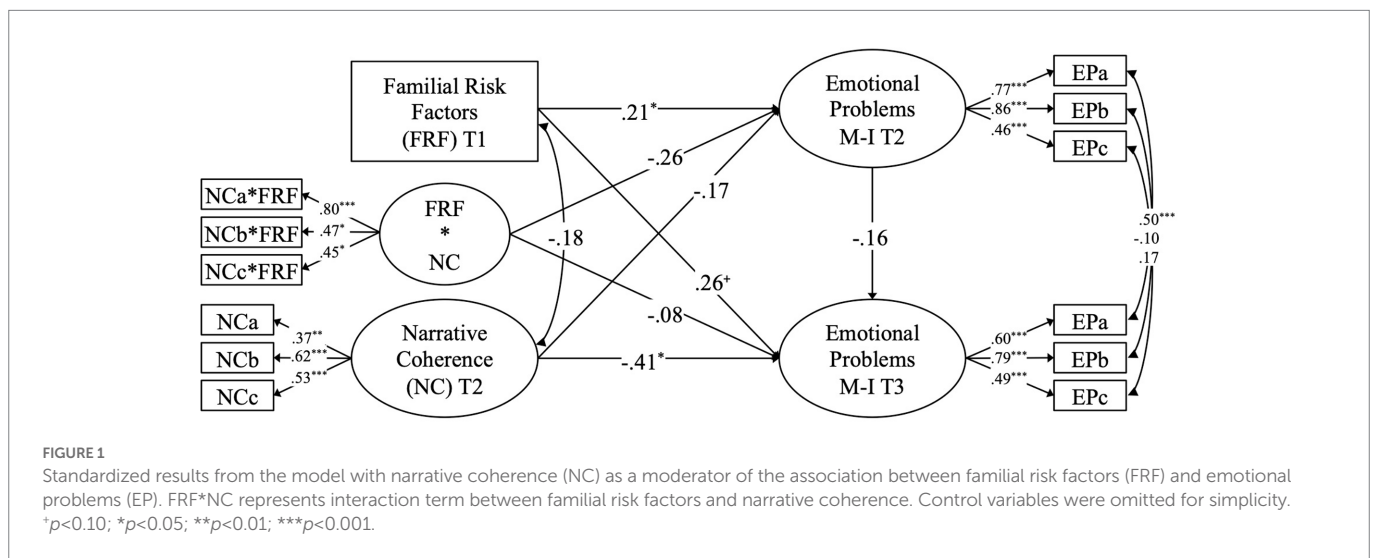 Familial Risk
Factors
(FRF) T1
NCa*FRF
NCb*FRF
NCc*FRF
.80***
.47*
.45*
FRF
*
NC
NCa
NCb
NCc
.37**
.62***
.53***
Narrative
Coherence
(NC) T2
-.18
.21*
-.26
-.17
.26+
-.08
-.41*
Emotional
Problems
M-I T2
-.16
Emotional
Problems
M-I T3
.77***
.86***
.46***
EPa
EPb
EPc
.50***
-.10
.17
.60***
.79***
.49***
EPa
EPb
EPc
FIGURE 1
Standardized results from the model with narrative coherence (NC) as a moderator of the association between familial risk factors (FRF) and emotional
problems (EP). FRF*NC represents interaction term between familial risk factors and narrative coherence. Control variables were omitted for simplicity.
+p<0.10; *p<0.05; **p<0.01; ***p<0.001.